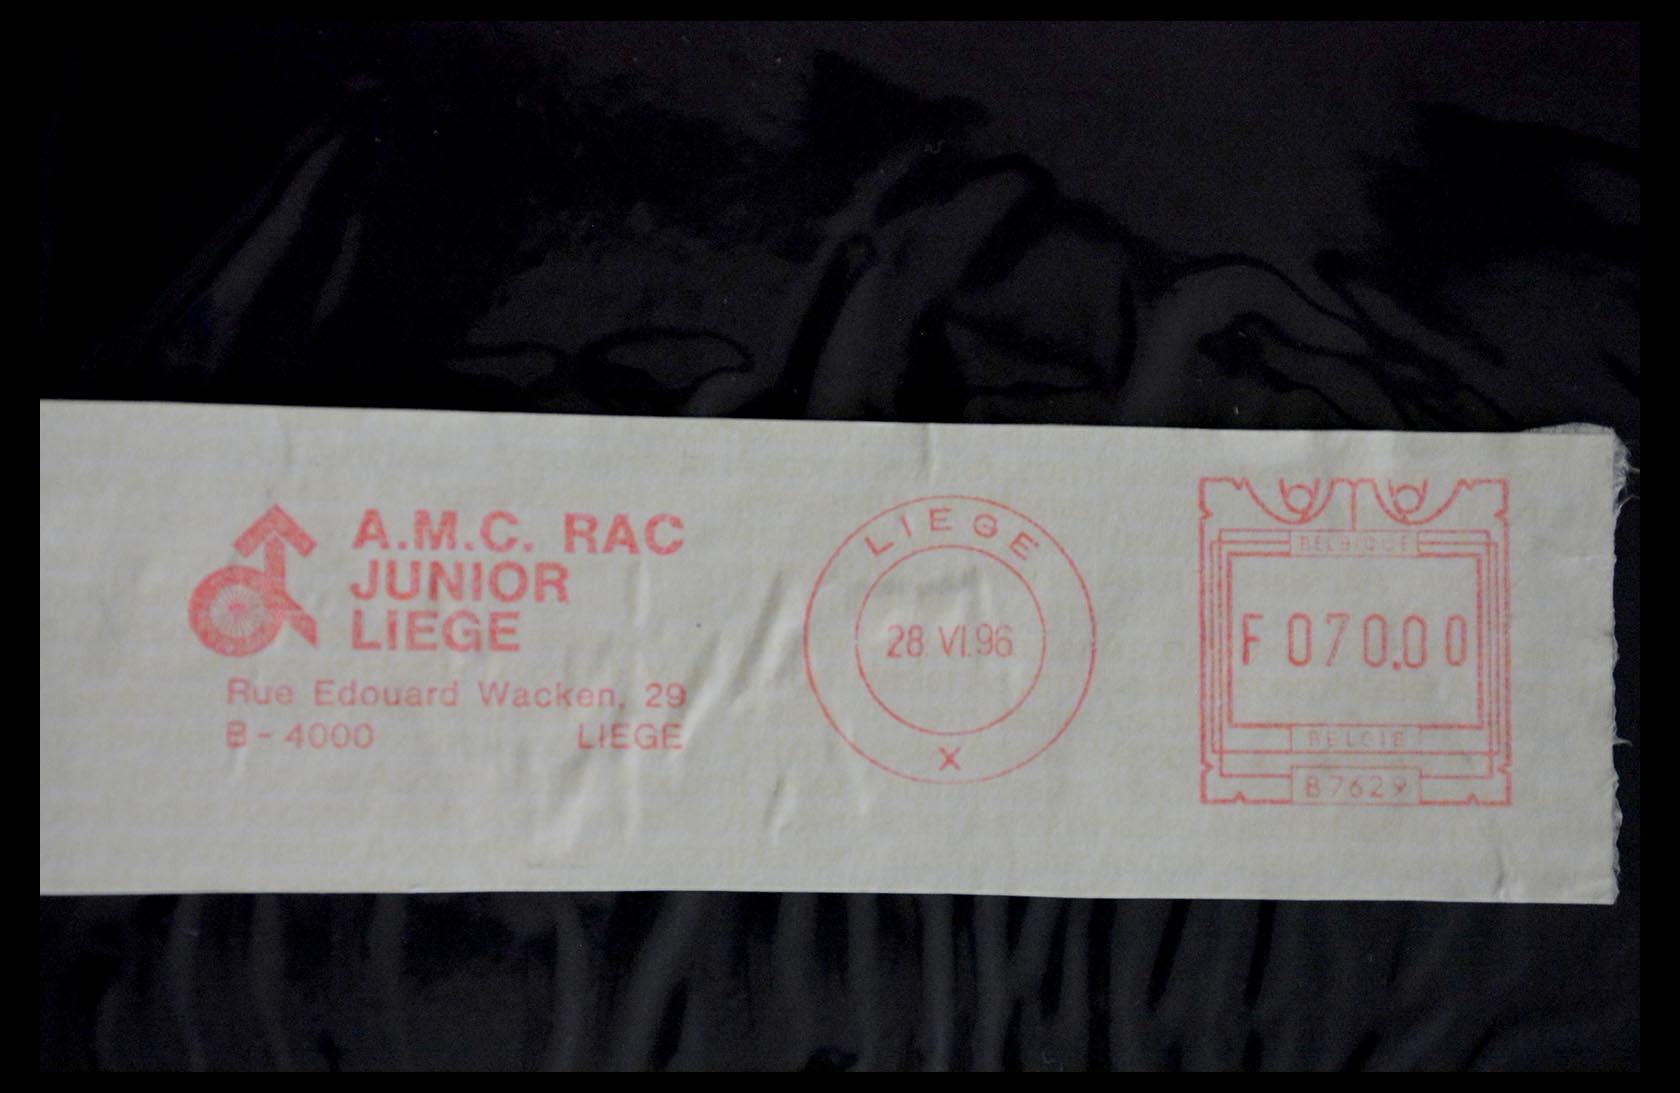 A.M.C. RAC
JUNIOR
LIEGE
Rue Edouard Wacken, 29
B-4000 LIEGE
LIEGE
28.VI.96
X
BELGIQUE
F 070.00
BELGIE
B7629